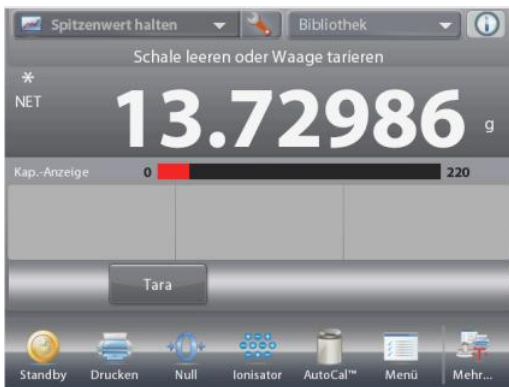 Spitzenwert halten Bibliothek
Schale leeren oder Waage tarieren
*
NET 13.72986 g
Kap.-Anzeige 0 220
Tara
Standby Drucken Null Ionisator AutoCal™ Menü Mehr...